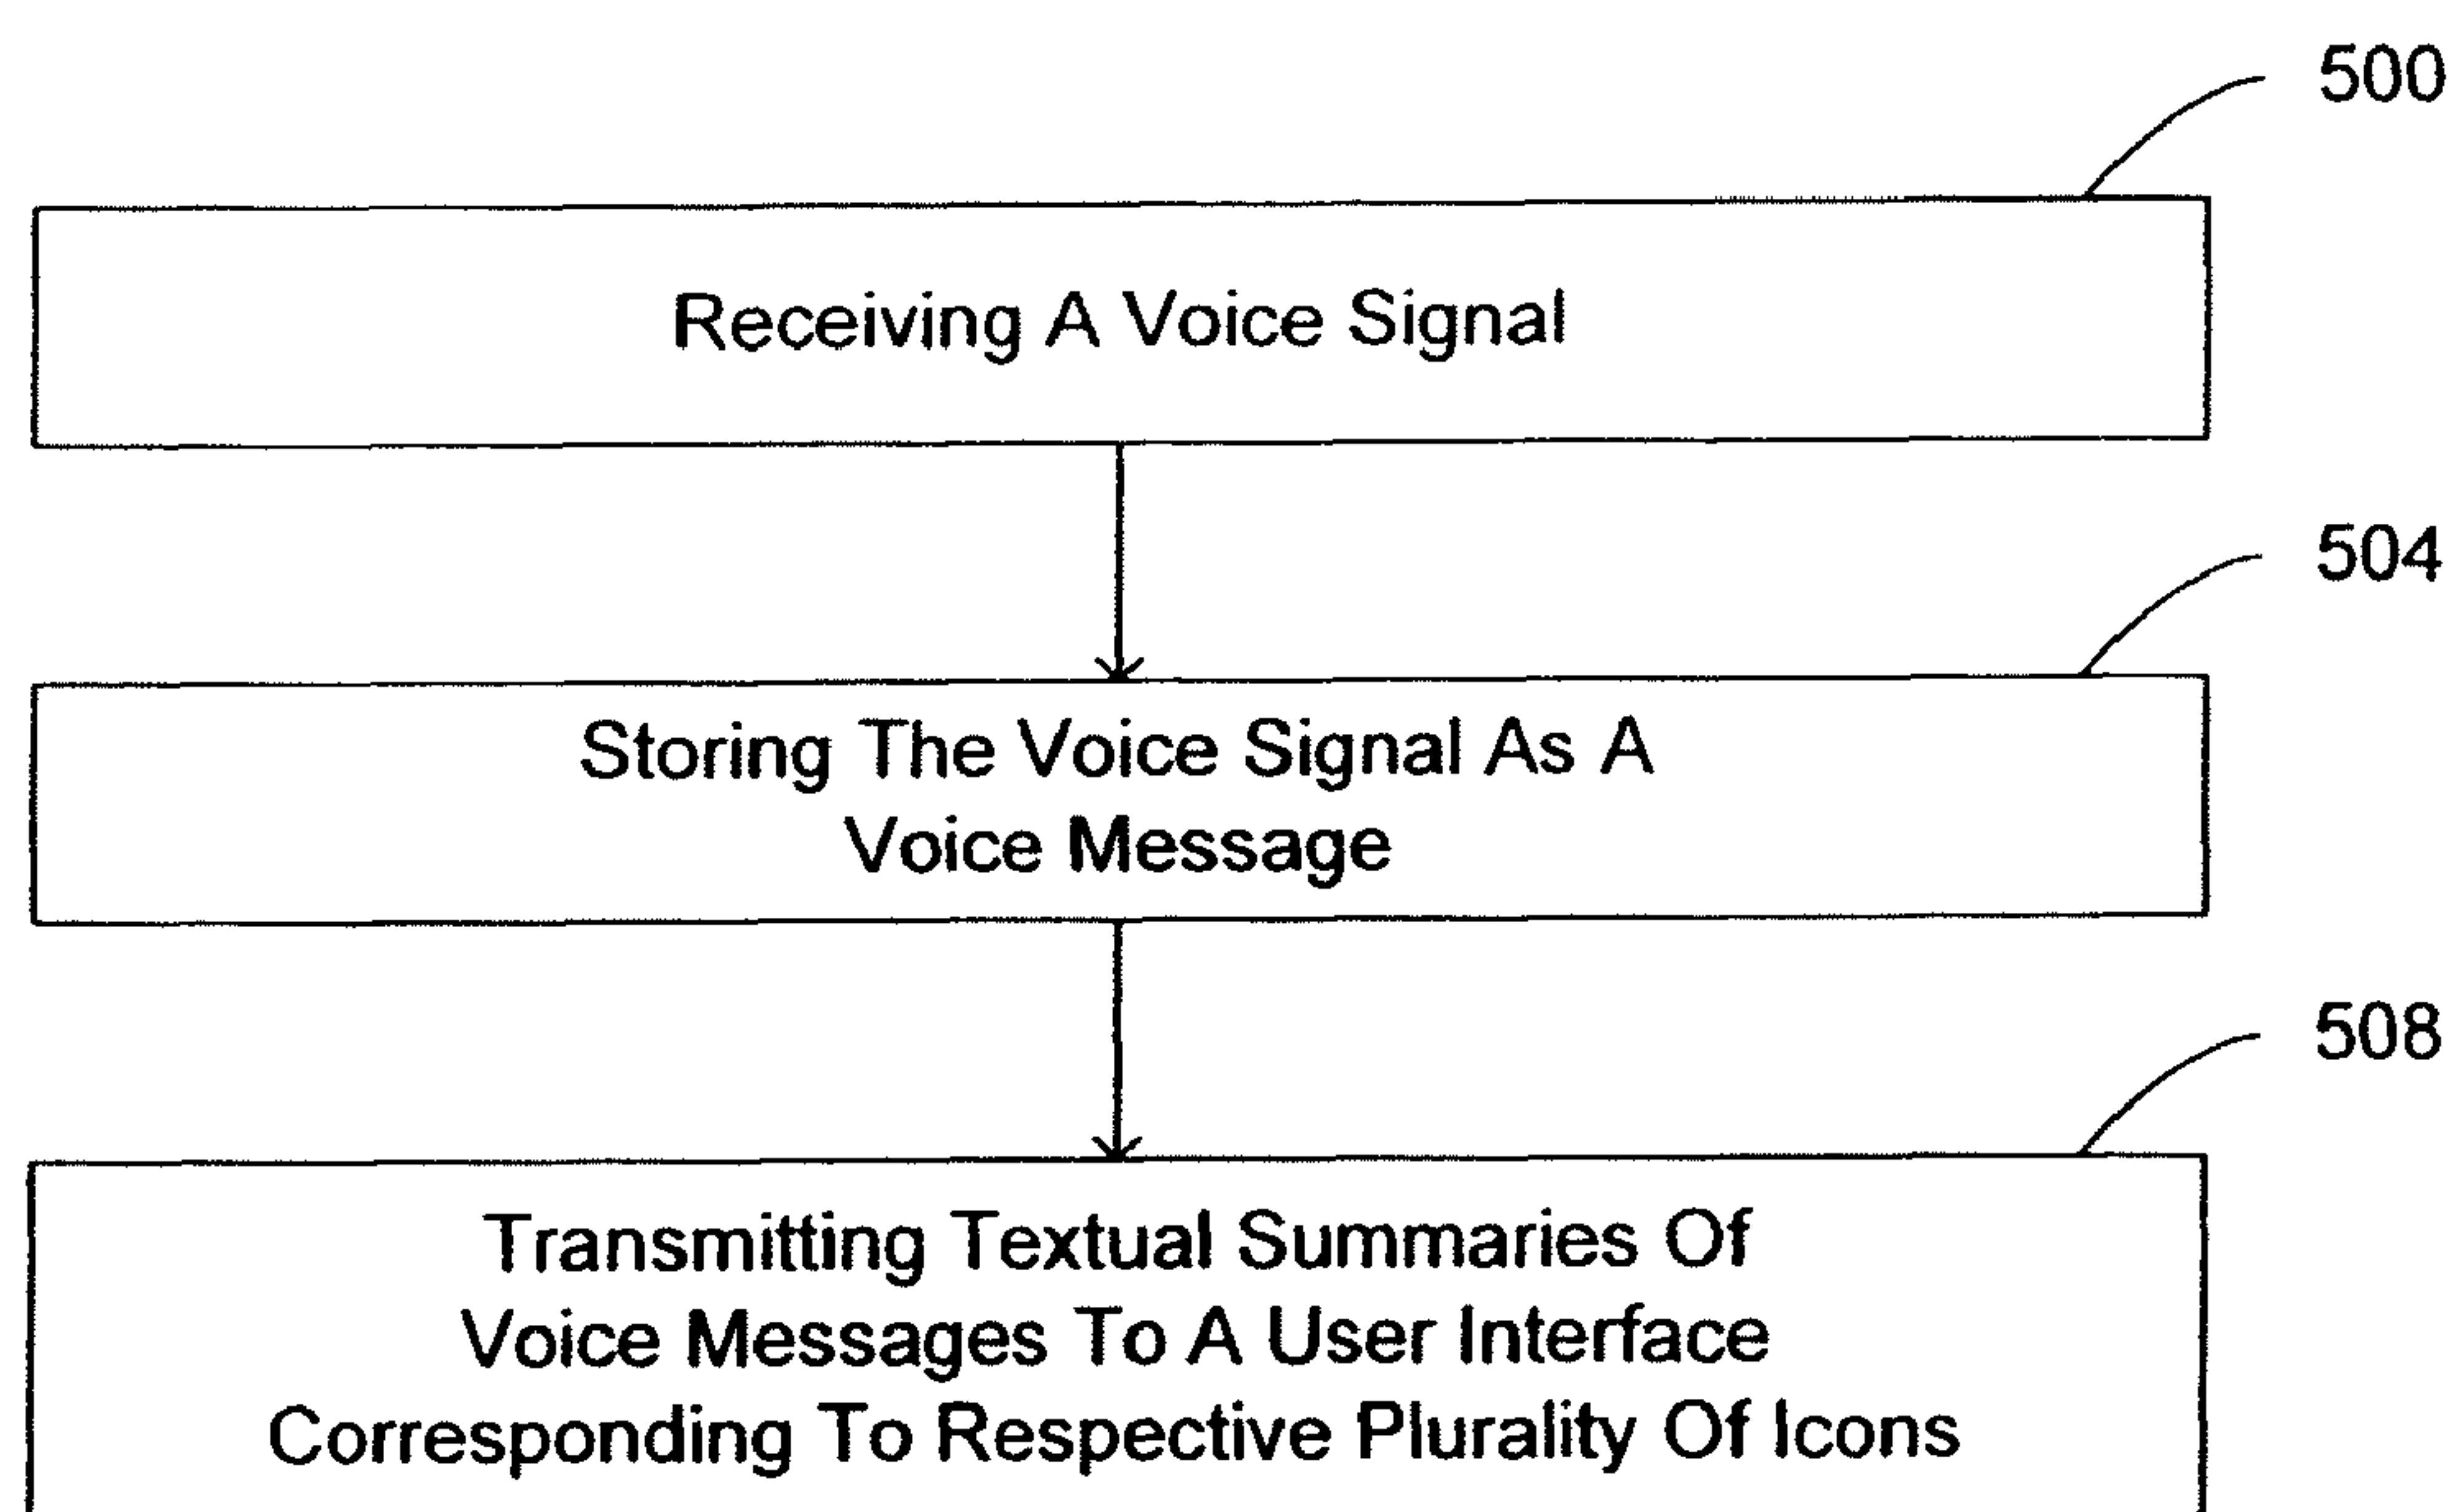 500
Receiving A Voice Signal
504
Storing The Voice Signal As A
Voice Message
508
Transmitting Textual Summaries Of
Voice Messages To A User Interface
Corresponding To Respective Plurality Of Icons